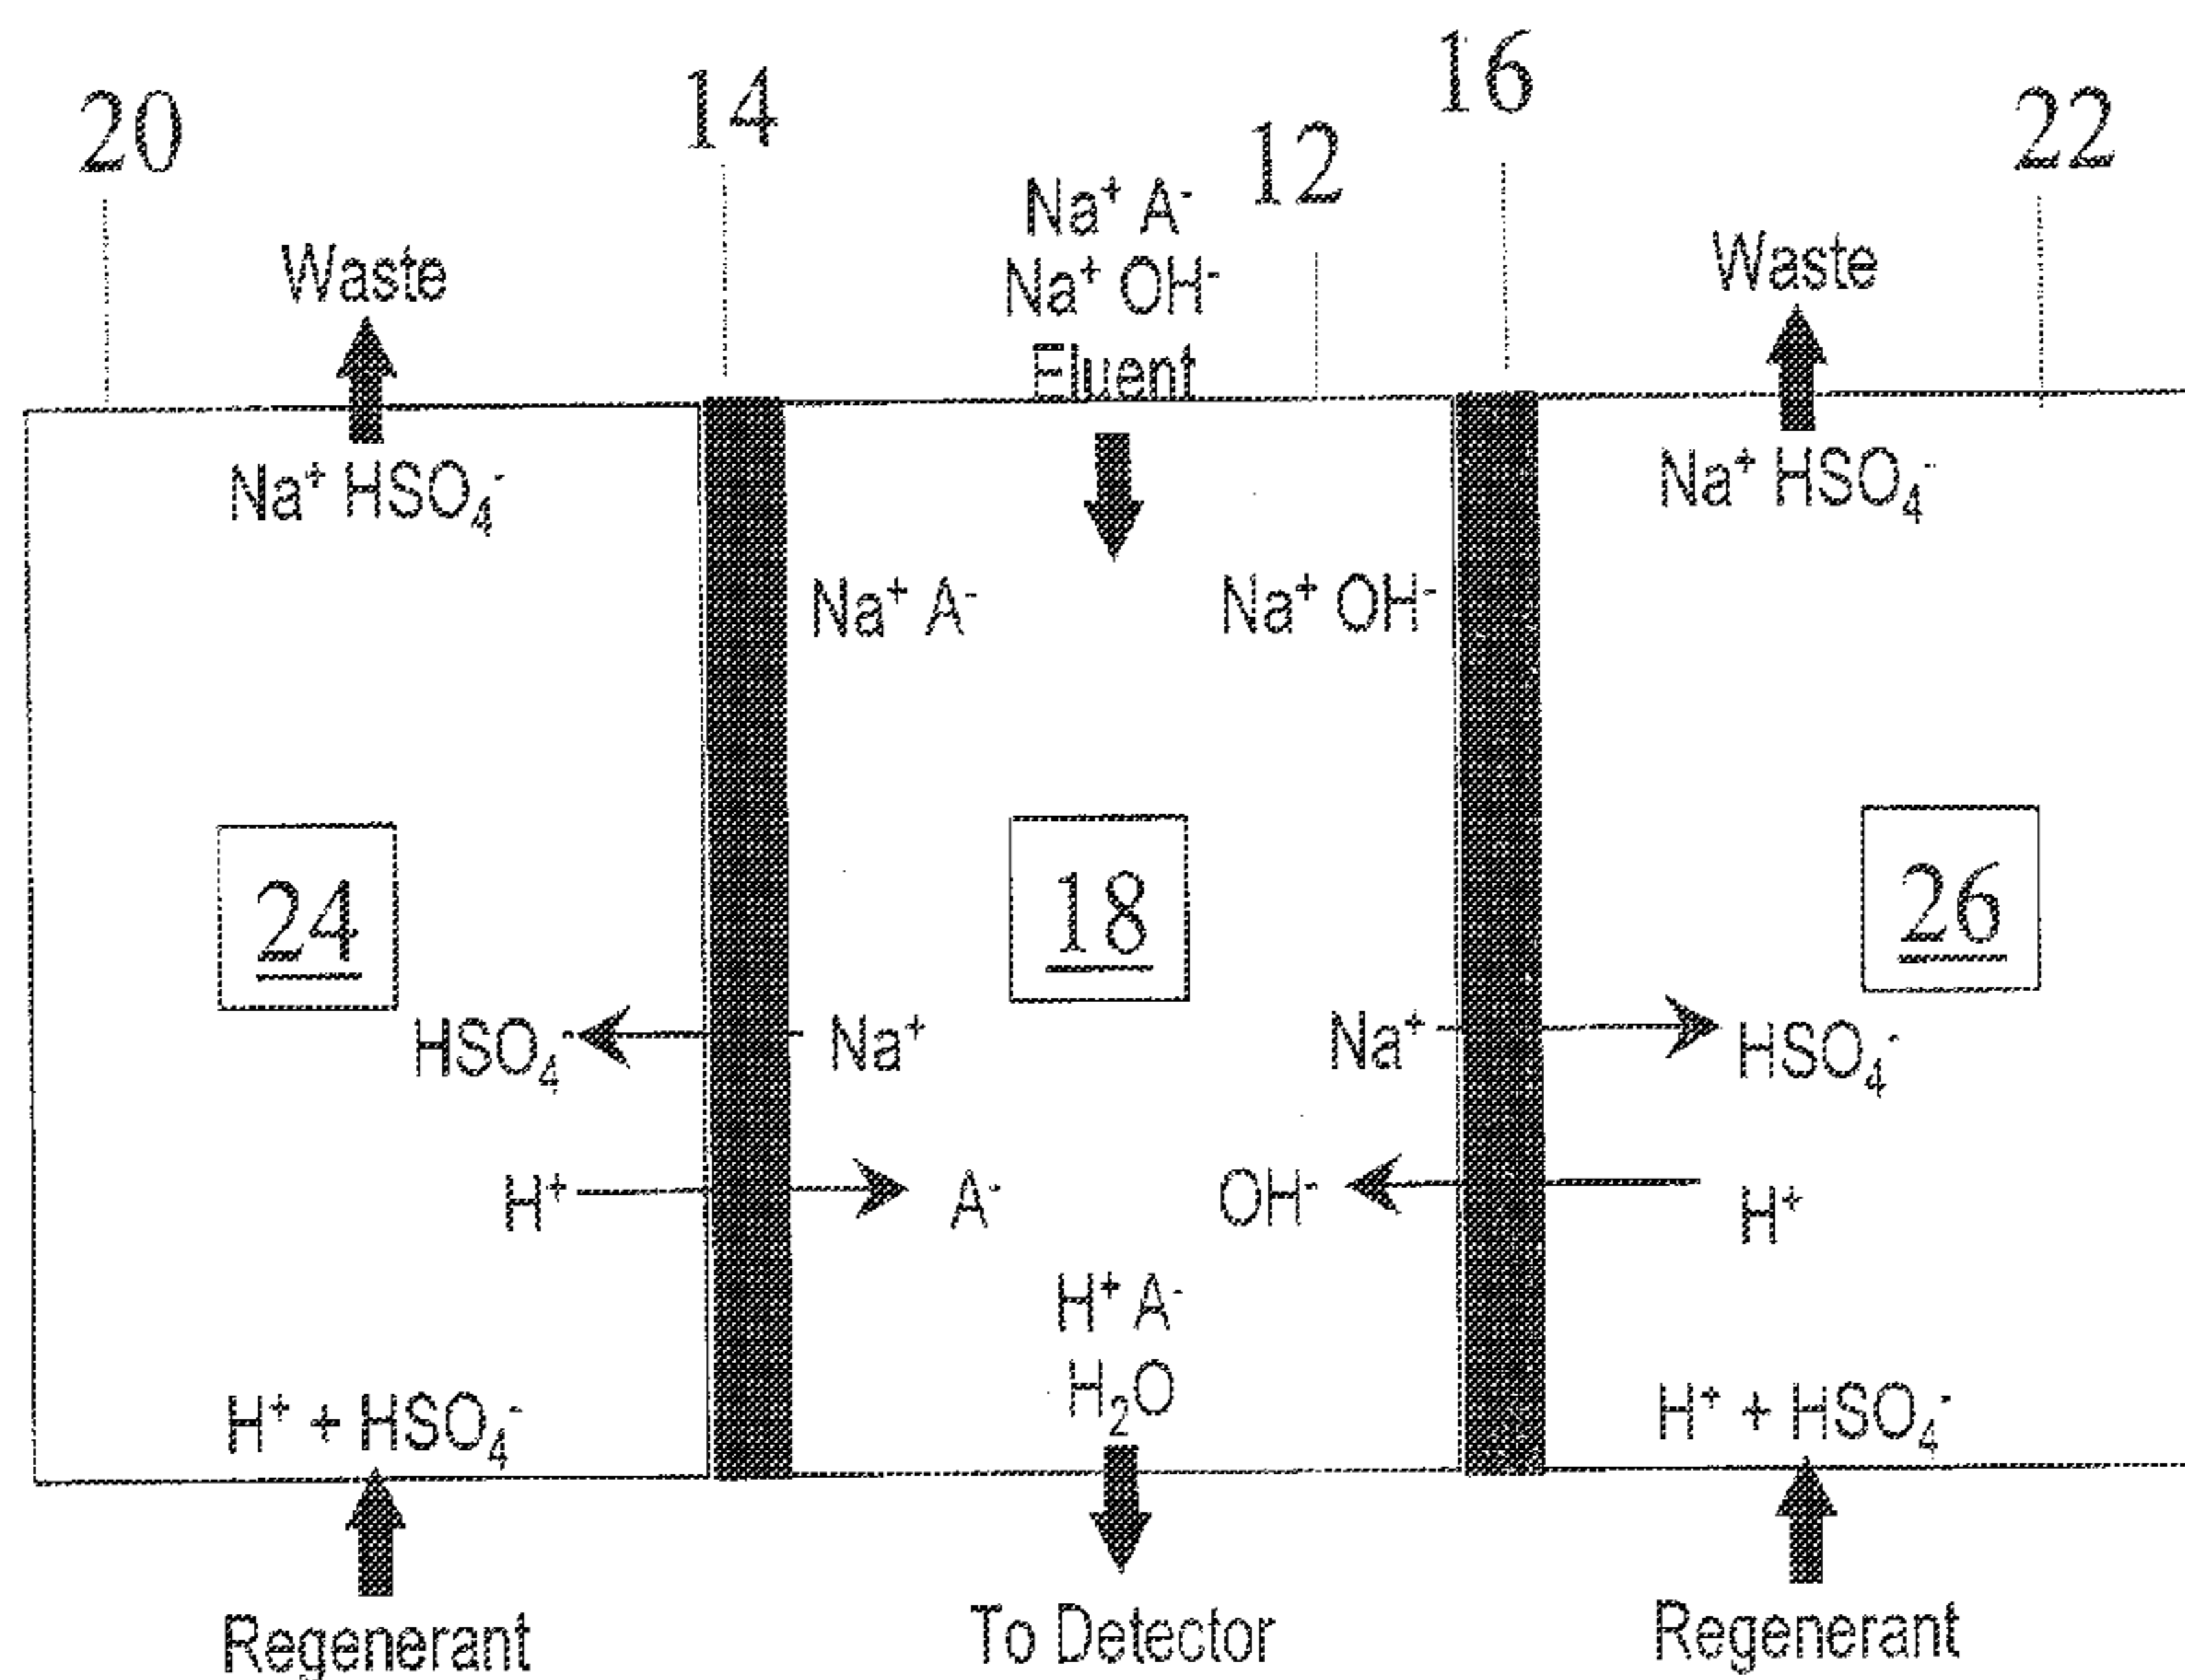 20
14
12
16
22
Waste
Na⁺ A⁻
Na⁺ OH⁻
Eluent
Waste
Na⁺ HSO₄⁻
Na⁺ HSO₄⁻
Na⁺ A⁻
Na⁺ OH⁻
24
18
26
HSO₄
Na⁺
Na⁺
HSO₄⁻
H⁺
A⁻
OH⁻
H⁺
H⁺ A⁻
H₂O
H⁺ + HSO₄⁻
H⁺ + HSO₄⁻
Regenerant
To Detector
Regenerant